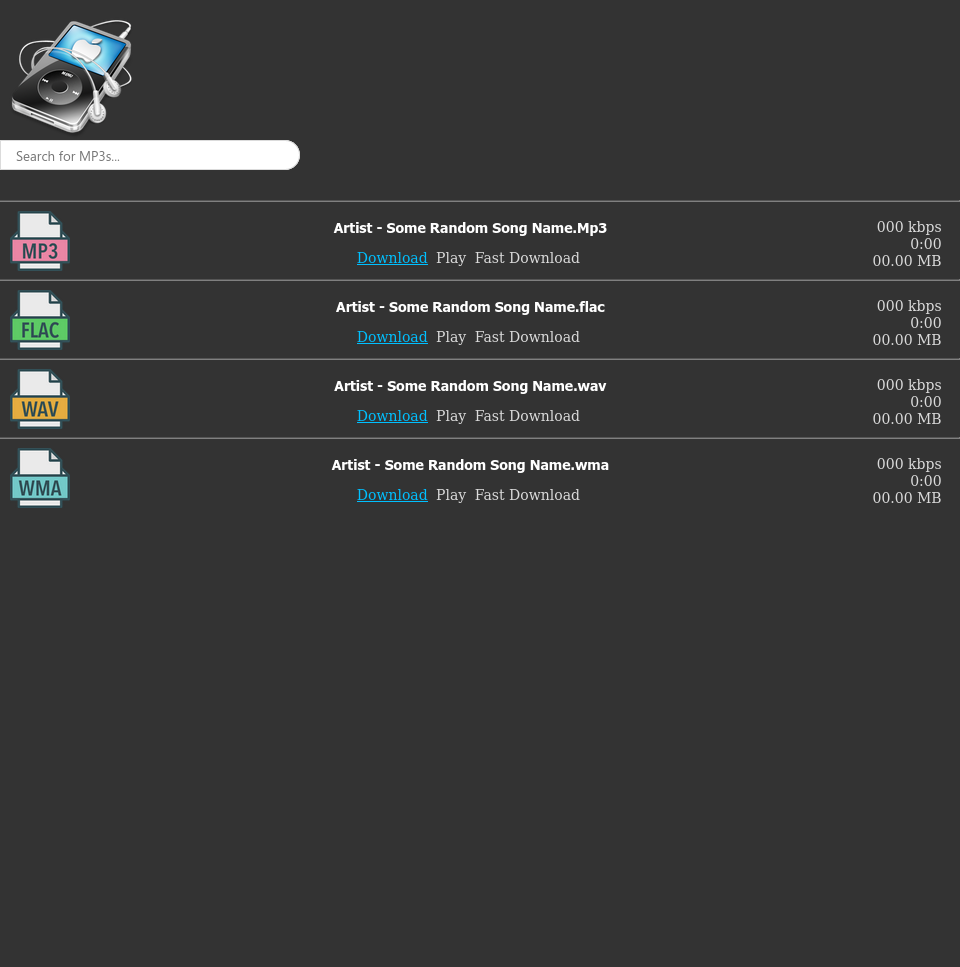 MENU
Search for MP3s...
MP3
Artist - Some Random Song Name.Mp3
Download Play Fast Download
000 kbps
0:00
00.00 MB
FLAC
Artist - Some Random Song Name.flac
Download Play Fast Download
000 kbps
0:00
00.00 MB
WAV
Artist - Some Random Song Name.wav
Download Play Fast Download
000 kbps
0:00
00.00 MB
WMA
Artist - Some Random Song Name.wma
Download Play Fast Download
000 kbps
0:00
00.00 MB